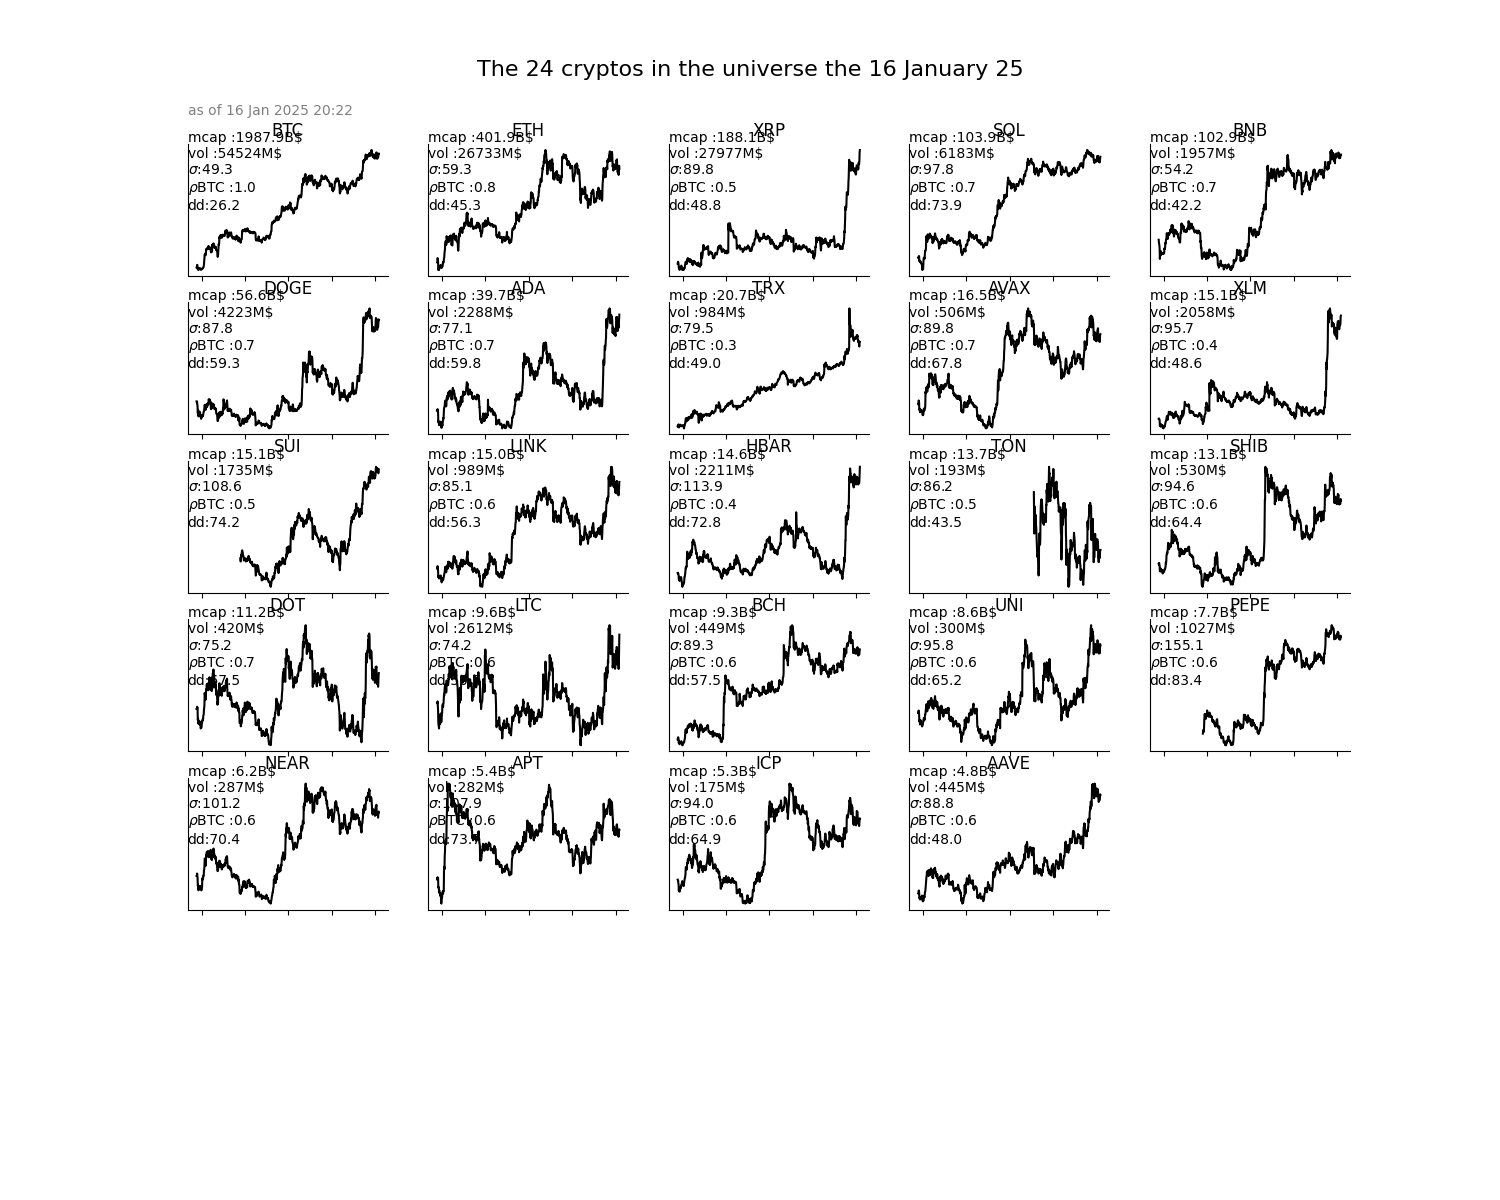 The 24 cryptos in the universe the 16 January 25
as of 16 Jan 2025 20:22
BTC
mcap :1987.9B$
vol :54524M$
σ:49.3
ρBTC :1.0
dd:26.2
ETH
mcap :401.9B$
vol :26733M$
σ:59.3
ρBTC :0.8
dd:45.3
XRP
mcap :188.1B$
vol :27977M$
σ:89.8
ρBTC :0.5
dd:48.8
SOL
mcap :103.9B$
vol :6183M$
σ:97.8
ρBTC :0.7
dd:73.9
BNB
mcap :102.9B$
vol :1957M$
σ:54.2
ρBTC :0.7
dd:42.2
DOGE
mcap :56.6B$
vol :4223M$
σ:87.8
ρBTC :0.7
dd:59.3
ADA
mcap :39.7B$
vol :2288M$
σ:77.1
ρBTC :0.7
dd:59.8
TRX
mcap :20.7B$
vol :984M$
σ:79.5
ρBTC :0.3
dd:49.0
AVAX
mcap :16.5B$
vol :506M$
σ:89.8
ρBTC :0.7
dd:67.8
XLM
mcap :15.1B$
vol :2058M$
σ:95.7
ρBTC :0.4
dd:48.6
SUI
mcap :15.1B$
vol :1735M$
σ:108.6
ρBTC :0.5
dd:74.2
LINK
mcap :15.0B$
vol :989M$
σ:85.1
ρBTC :0.6
dd:56.3
HBAR
mcap :14.6B$
vol :2211M$
σ:113.9
ρBTC :0.4
dd:72.8
TON
mcap :13.7B$
vol :193M$
σ:86.2
ρBTC :0.5
dd:43.5
SHIB
mcap :13.1B$
vol :530M$
σ:94.6
ρBTC :0.6
dd:64.4
DOT
mcap :11.2B$
vol :420M$
σ:75.2
ρBTC :0.7
LTC
mcap :9.6B$
vol :2612M$
σ:74.2
ρBTC :0.6
BCH
mcap :9.3B$
vol :449M$
σ:89.3
ρBTC :0.6
dd:57.5
UNI
mcap :8.6B$
vol :300M$
σ:95.8
ρBTC :0.6
dd:65.2
PEPE
mcap :7.7B$
vol :1027M$
σ:155.1
ρBTC :0.6
dd:83.4
NEAR
mcap :6.2B$
vol :287M$
σ:101.2
ρBTC :0.6
dd:70.4
APT
mcap :5.4B$
vol :282M$
σ:107.9
ρBTC :0.6
ICP
mcap :5.3B$
vol :175M$
σ:94.0
ρBTC :0.6
dd:64.9
AAVE
mcap :4.8B$
vol :445M$
σ:88.8
ρBTC :0.6
dd:48.0